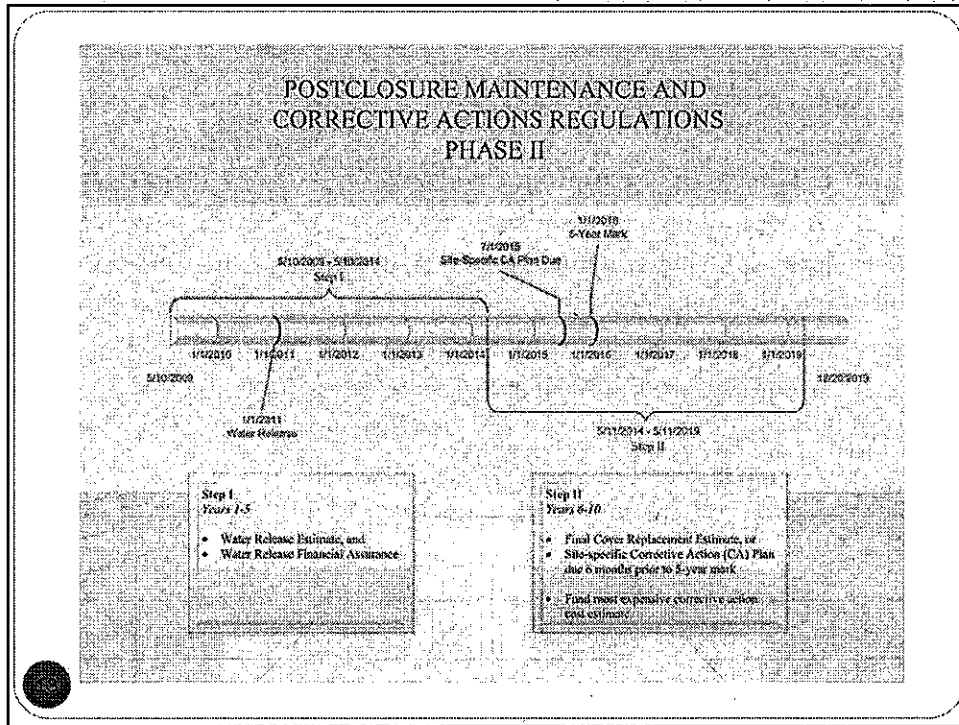 POSTCLOSURE MAINTENANCE AND
CORRECTIVE ACTIONS REGULATIONS
PHASE II
1/1/2016
5-Year Mark
7/1/2015
Site-Specific CA Plan Due
5/10/2009 - 5/10/2014
Step I
1/1/2010 1/1/2011 1/1/2012 1/1/2013 1/1/2014 1/1/2015 1/1/2016 1/1/2017 1/1/2018 1/1/2019
5/10/2009
1/1/2011
Water Release
5/11/2014 - 5/11/2019
Step II
Step I
Years 1-5
• Water Release Estimate, and
• Water Release Financial Assurance
Step II
Years 6-10
• Final Cover Replacement Estimate, or
• Site-specific Corrective Action (CA) Plan
due 6 months prior to 5-year mark
• Fund most expensive corrective action
cost estimate